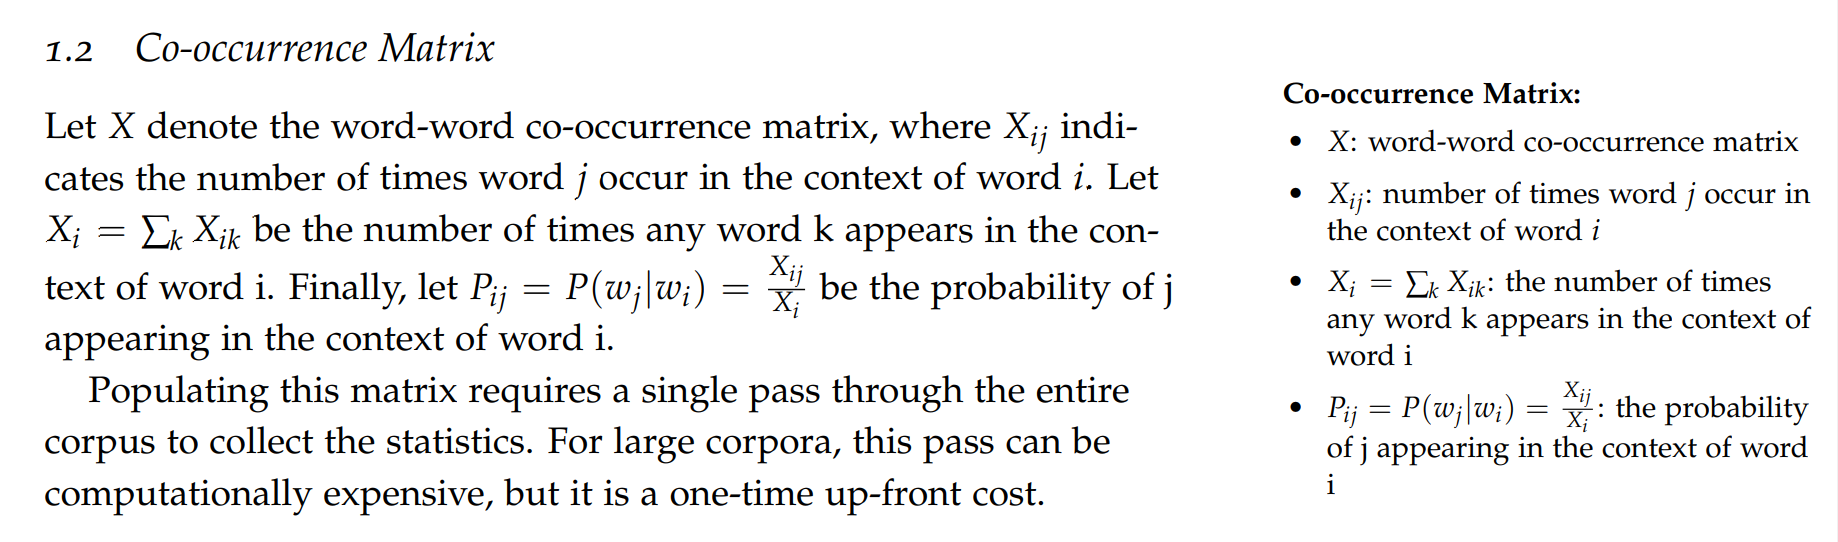 1.2 Co-occurrence Matrix
Let X denote the word-word co-occurrence matrix, where X_{ij} indi-
cates the number of times word j occur in the context of word i. Let
X_i = ∑_k X_{ik} be the number of times any word k appears in the con-
text of word i. Finally, let P_{ij} = P(w_j|w_i) = \frac{X_{ij}}{X_i} be the probability of j
appearing in the context of word i.
Populating this matrix requires a single pass through the entire
corpus to collect the statistics. For large corpora, this pass can be
computationally expensive, but it is a one-time up-front cost.
Co-occurrence Matrix:
• X: word-word co-occurrence matrix
• X_{ij}: number of times word j occur in
the context of word i
• X_i = ∑_k X_{ik}: the number of times
any word k appears in the context of
word i
• P_{ij} = P(w_j|w_i) = \frac{X_{ij}}{X_i}: the probability
of j appearing in the context of word
i